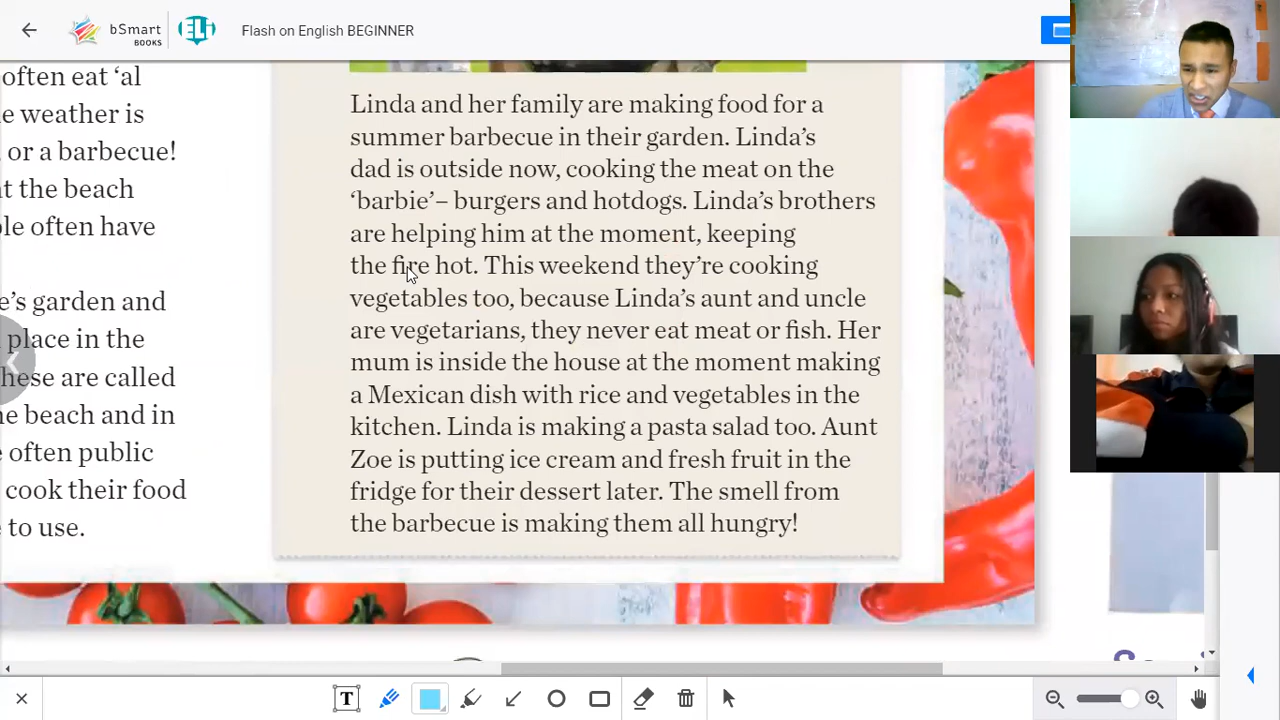 bSmart
BOOKS
ELi
Flash on English BEGINNER
often eat ‘al
e weather is
or a barbecue!
t the beach
ple often have
e’s garden and
place in the
hese are called
e beach and in
often public
cook their food
to use.
Linda and her family are making food for a
summer barbecue in their garden. Linda’s
dad is outside now, cooking the meat on the
‘barbie’– burgers and hotdogs. Linda’s brothers
are helping him at the moment, keeping
the fire hot. This weekend they’re cooking
vegetables too, because Linda’s aunt and uncle
are vegetarians, they never eat meat or fish. Her
mum is inside the house at the moment making
a Mexican dish with rice and vegetables in the
kitchen. Linda is making a pasta salad too. Aunt
Zoe is putting ice cream and fresh fruit in the
fridge for their dessert later. The smell from
the barbecue is making them all hungry!
T